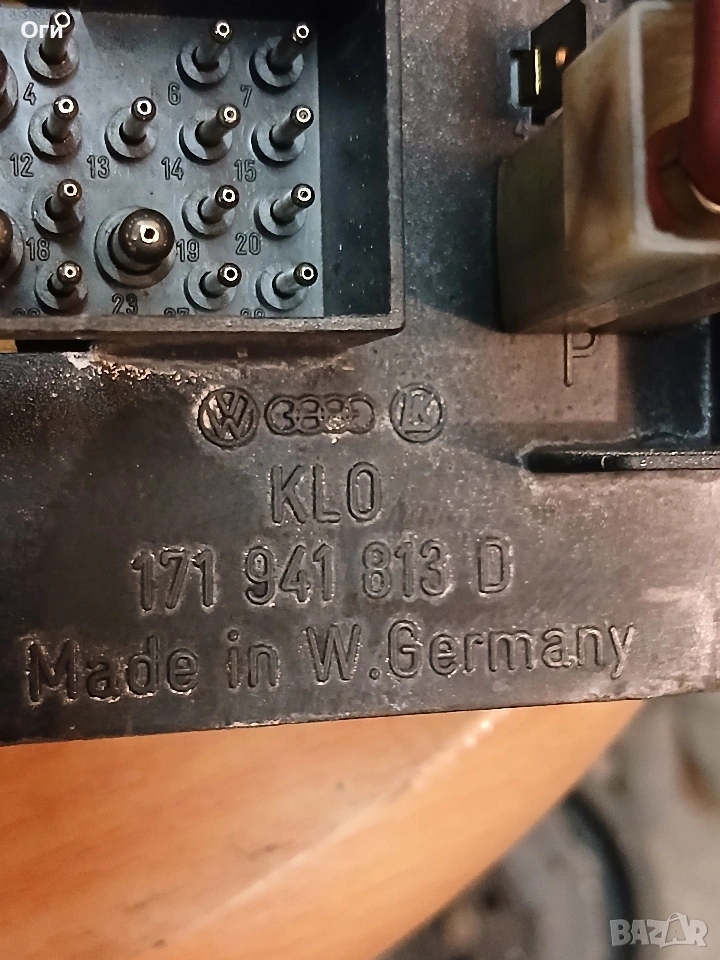 Оги
4 6 7
12 13 14 15
18 19 20
23
P
KLO
171 941 813 D
Made in W.Germany
BAZAR